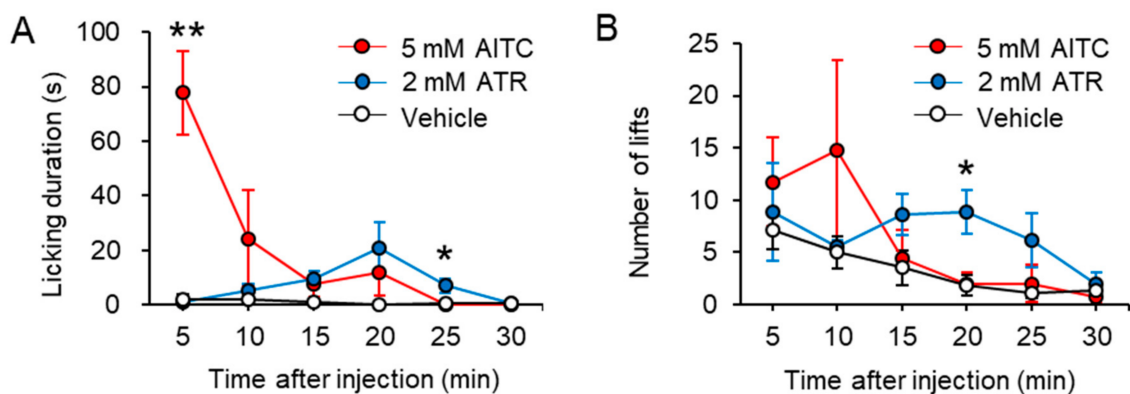 A
Licking duration (s)
100
80
60
40
20
0
**
*
5 mM AITC
2 mM ATR
Vehicle
5 10 15 20 25 30
Time after injection (min)
B
Number of lifts
25
20
15
10
5
0
*
5 mM AITC
2 mM ATR
Vehicle
5 10 15 20 25 30
Time after injection (min)